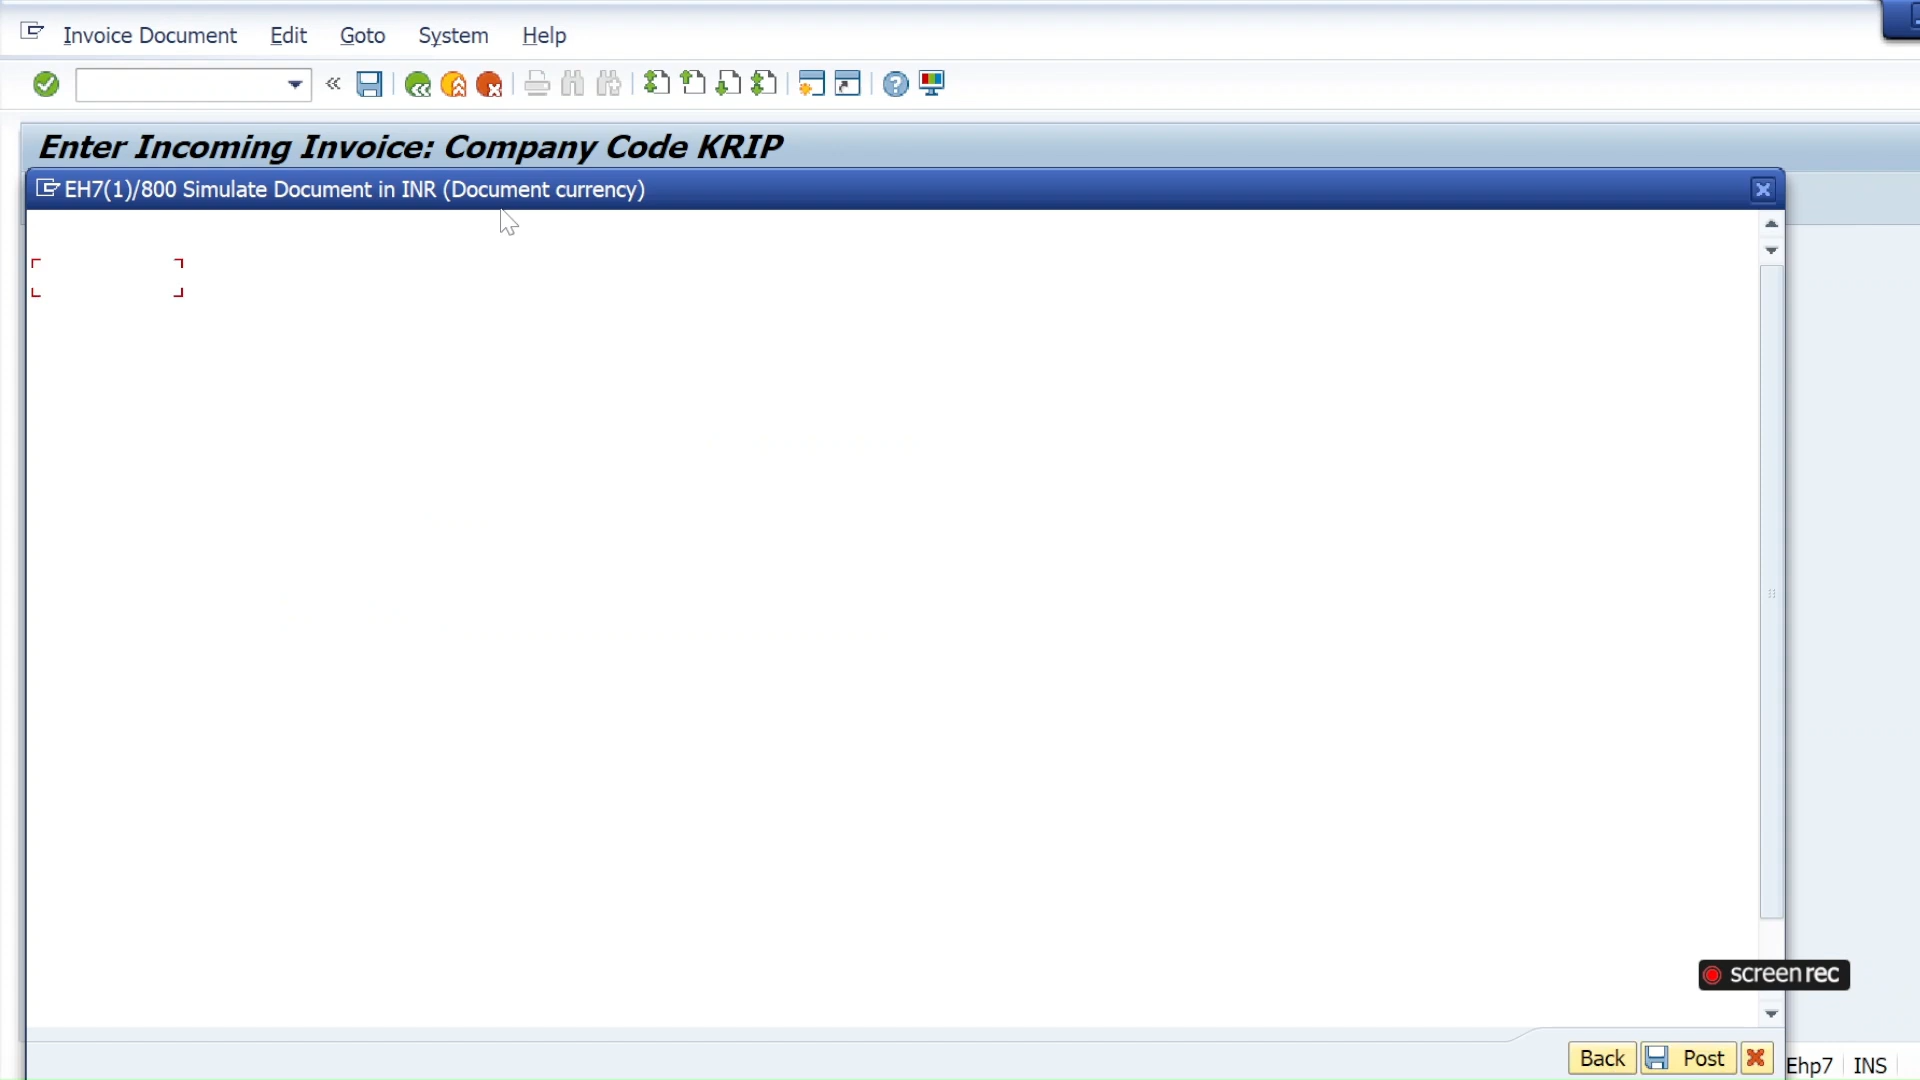 Invoice Document Edit Goto System Help
Enter Incoming Invoice: Company Code KRIP
EH7(1)/800 Simulate Document in INR (Document currency)
screenrec
Back Post Ehp7 INS